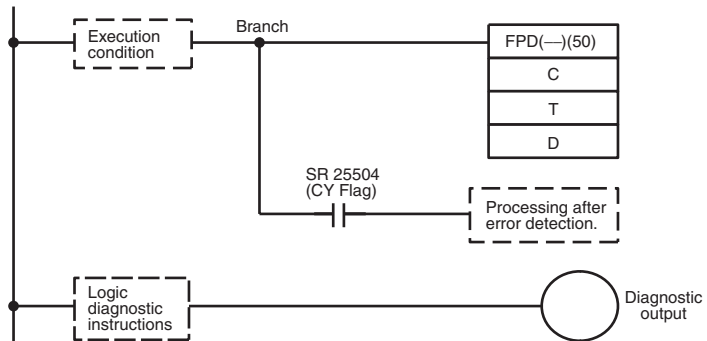 Branch
Execution
condition
FPD(––)(50)
C
T
D
SR 25504
(CY Flag)
Processing after
error detection.
Logic
diagnostic
instructions
Diagnostic
output